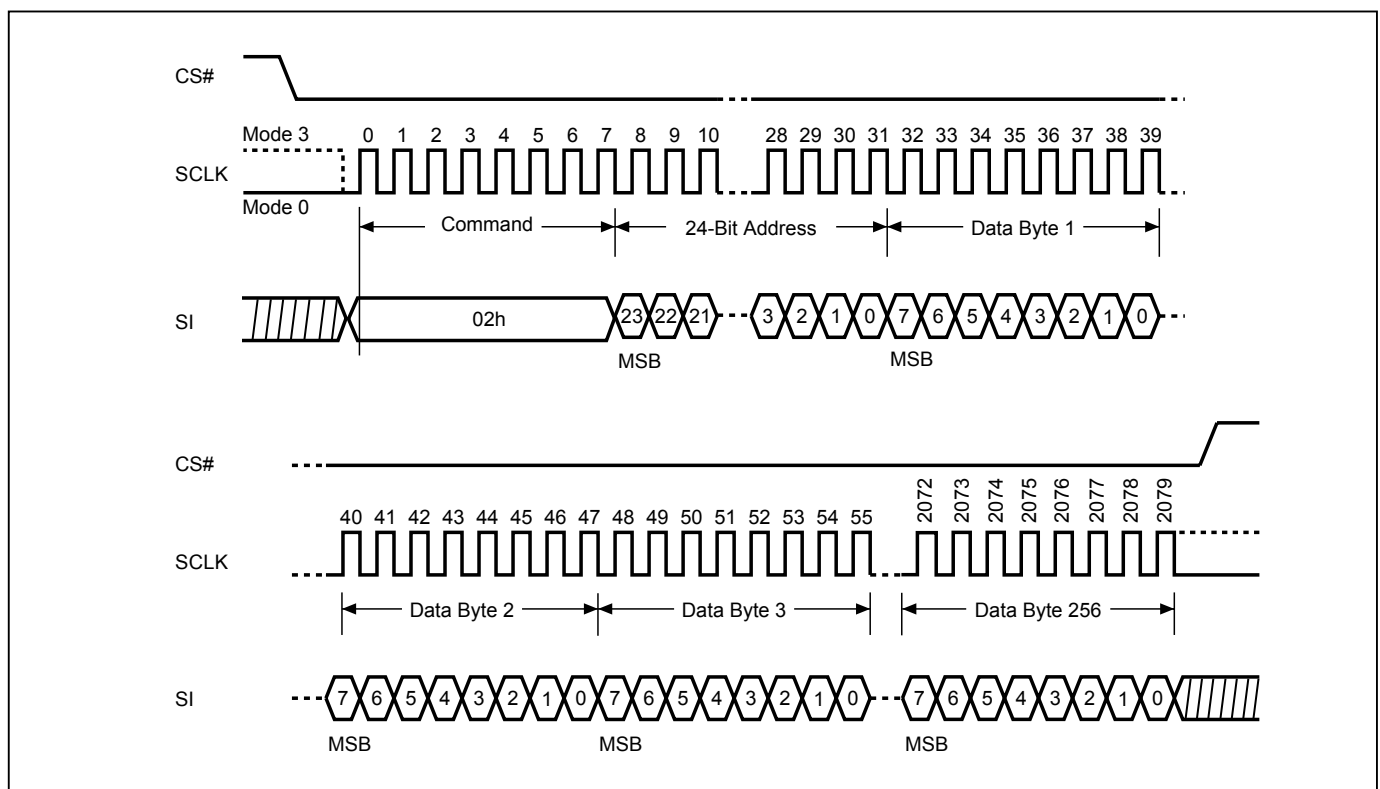 CS#
Mode 3 0 1 2 3 4 5 6 7 8 9 10 28 29 30 31 32 33 34 35 36 37 38 39
SCLK
Mode 0
Command 24-Bit Address Data Byte 1
SI 02h 23 22 21 3 2 1 0 7 6 5 4 3 2 1 0
MSB MSB
CS#
40 41 42 43 44 45 46 47 48 49 50 51 52 53 54 55 2072 2073 2074 2075 2076 2077 2078 2079
SCLK
Data Byte 2 Data Byte 3 Data Byte 256
SI 7 6 5 4 3 2 1 0 7 6 5 4 3 2 1 0 7 6 5 4 3 2 1 0
MSB MSB MSB